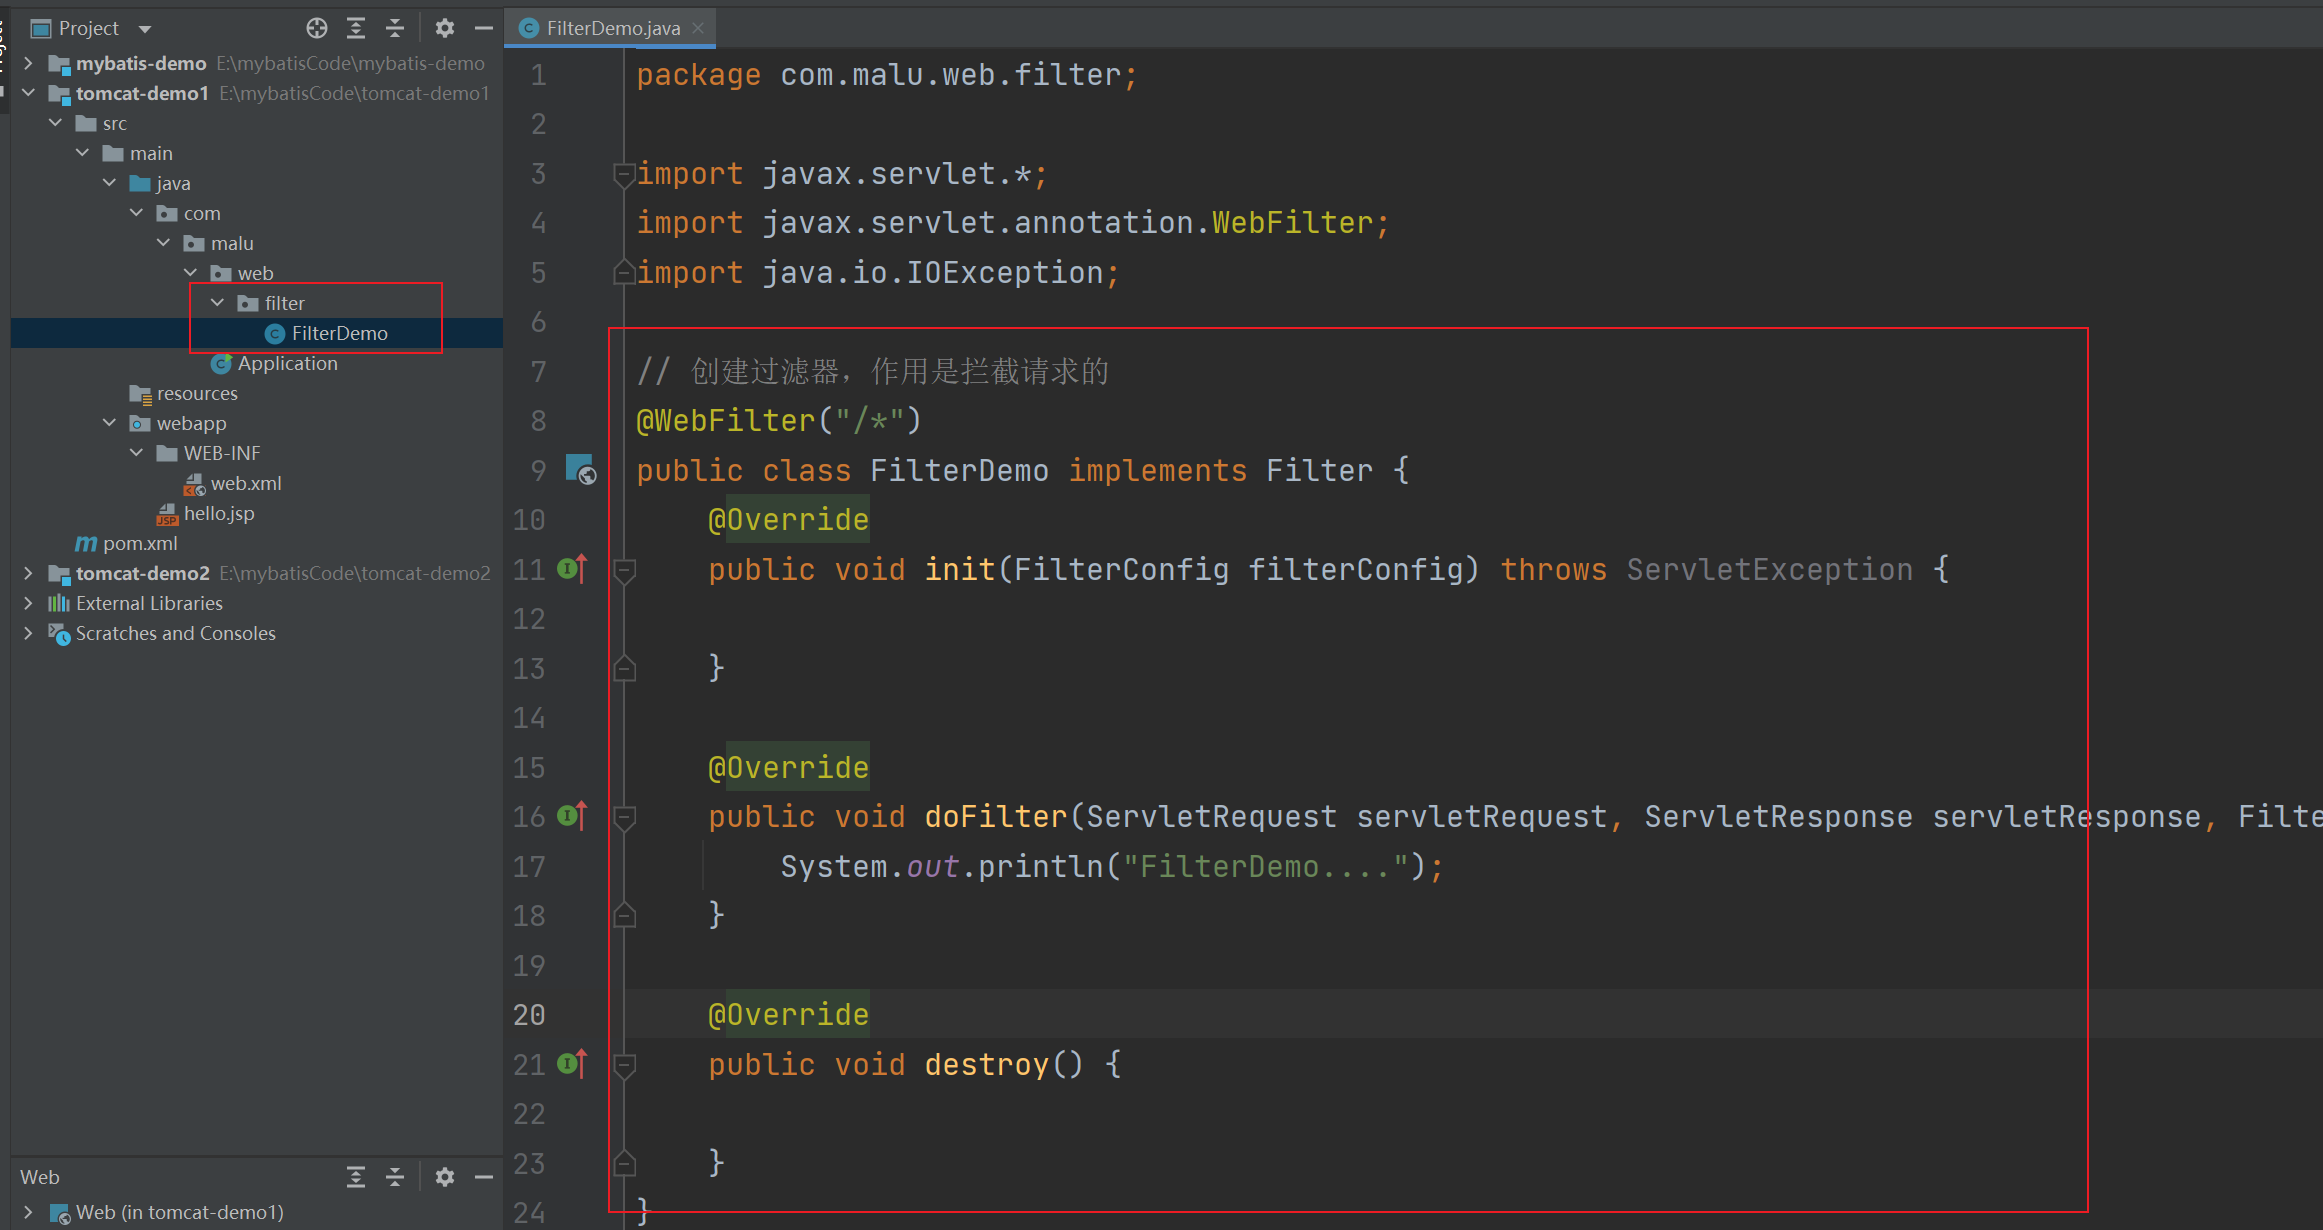 Project
mybatis-demo E:\mybatisCode\mybatis-demo
tomcat-demo1 E:\mybatisCode\tomcat-demo1
src
main
java
com
malu
web
filter
FilterDemo
Application
resources
webapp
WEB-INF
web.xml
hello.jsp
pom.xml
tomcat-demo2 E:\mybatisCode\tomcat-demo2
External Libraries
Scratches and Consoles
Web
Web (in tomcat-demo1)
FilterDemo.java
1 package com.malu.web.filter;
2
3 import javax.servlet.*;
4 import javax.servlet.annotation.WebFilter;
5 import java.io.IOException;
6
7 // 创建过滤器，作用是拦截请求的
8 @WebFilter("/*")
9 public class FilterDemo implements Filter {
10 @Override
11 public void init(FilterConfig filterConfig) throws ServletException {
12
13 }
14
15 @Override
16 public void doFilter(ServletRequest servletRequest, ServletResponse servletResponse, Filte
17 System.out.println("FilterDemo....");
18 }
19
20 @Override
21 public void destroy() {
22
23 }
24 }